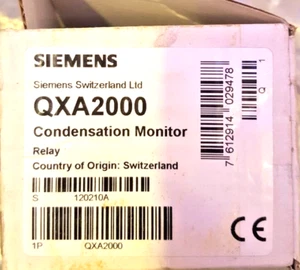 SIEMENS
Siemens Switzerland Ltd
QXA2000
Condensation Monitor
Relay
Country of Origin: Switzerland
S 120210A
1P QXA2000
7 612914 029478
Q 1
CE